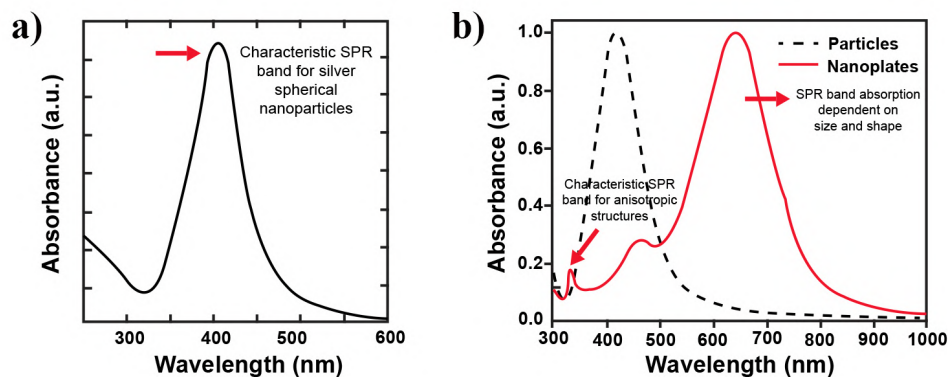 a)
Absorbance (a.u.)
Characteristic SPR
band for silver
spherical
nanoparticles
300
400
500
600
Wavelength (nm)
b)
Absorbance (a.u.)
1.0
0.8
0.6
0.4
0.2
0.0
Particles
Nanoplates
SPR band absorption
dependent on
size and shape
Characteristic SPR
band for anisotropic
structures
300
400
500
600
700
800
900
1000
Wavelength (nm)